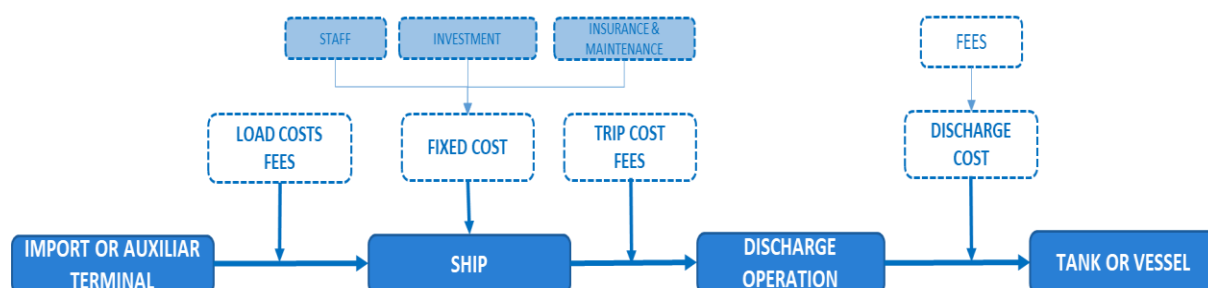 STAFF
INVESTMENT
INSURANCE &
MAINTENANCE
FEES
LOAD COSTS
FEES
FIXED COST
TRIP COST
FEES
DISCHARGE
COST
IMPORT OR AUXILIAR
TERMINAL
SHIP
DISCHARGE
OPERATION
TANK OR VESSEL